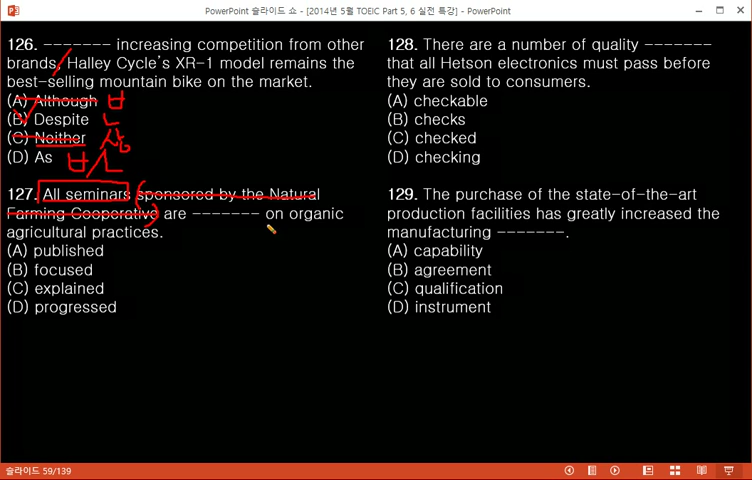 PowerPoint 슬라이드 쇼 - [2014년 5월 TOEIC Part 5, 6 실전 특강] - PowerPoint
126. ------- increasing competition from other
brands, Halley Cycle's XR-1 model remains the
best-selling mountain bike on the market.
(A) Although
(B) Despite
(C) Neither
(D) As
127. All seminars sponsored by the Natural
Farming Cooperative are ------- on organic
agricultural practices.
(A) published
(B) focused
(C) explained
(D) progressed
128. There are a number of quality -------
that all Hetson electronics must pass before
they are sold to consumers.
(A) checkable
(B) checks
(C) checked
(D) checking
129. The purchase of the state-of-the-art
production facilities has greatly increased the
manufacturing -------.
(A) capability
(B) agreement
(C) qualification
(D) instrument
슬라이드 59/139